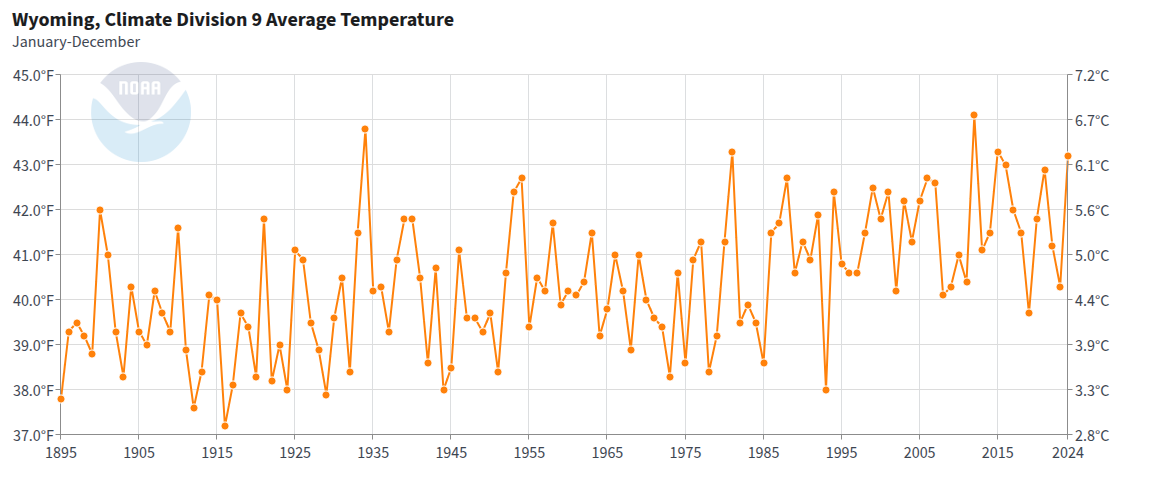 Wyoming, Climate Division 9 Average Temperature
January-December
NOAA
45.0°F 7.2°C
44.0°F 6.7°C
43.0°F 6.1°C
42.0°F 5.6°C
41.0°F 5.0°C
40.0°F 4.4°C
39.0°F 3.9°C
38.0°F 3.3°C
37.0°F 2.8°C
1895 1905 1915 1925 1935 1945 1955 1965 1975 1985 1995 2005 2015 2024